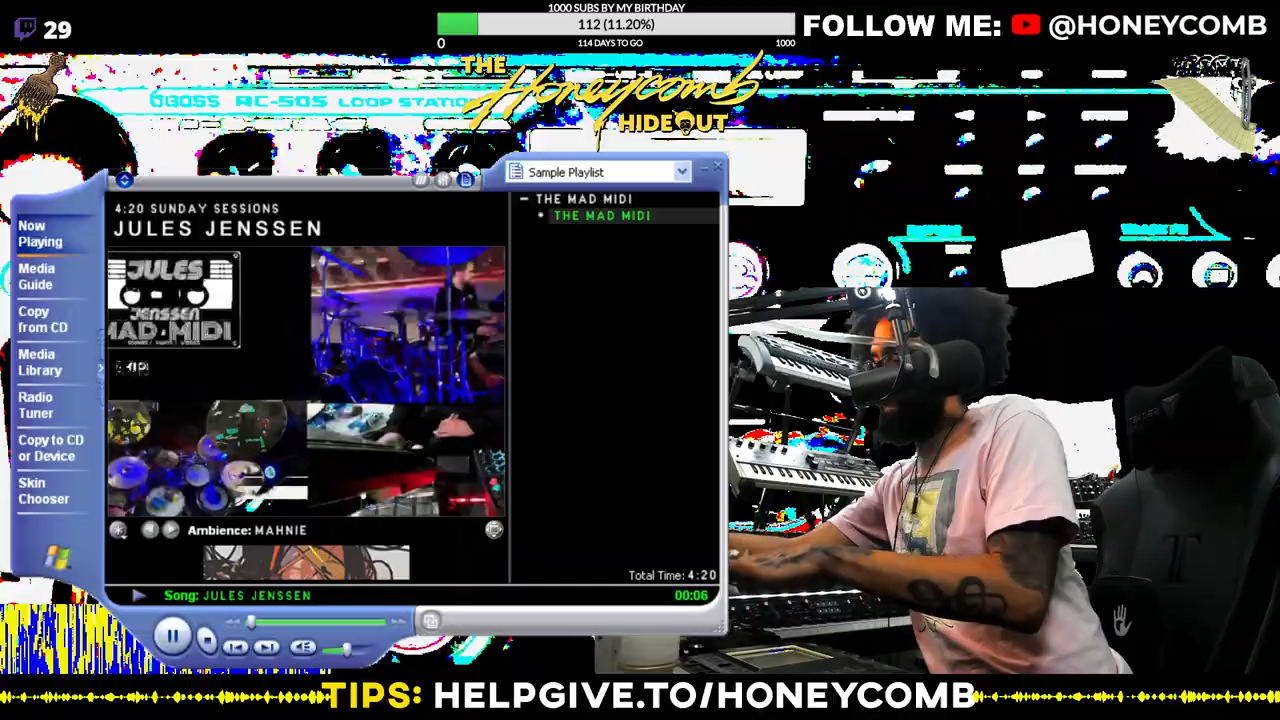 29
1000 SUBS BY MY BIRTHDAY
112 (11.20%)
0
114 DAYS TO GO
1000
FOLLOW ME: @HONEYCOMB
THE
Honeycomb
HIDEOUT
BOSS RC-505 LOOP STATION
Sample Playlist
THE MAD MIDI
THE MAD MIDI
4:20 SUNDAY SESSIONS
JULES JENSSEN
Now
Playing
Media
Guide
Copy
from CD
Media
Library
Radio
Tuner
Copy to CD
or Device
Skin
Chooser
JULES
JENSSEN
MAD MIDI
Ambience: MAHNIE
Total Time: 4:20
Song: JULES JENSSEN
00:06
TIPS: HELPGIVE.TO/HONEYCOMB